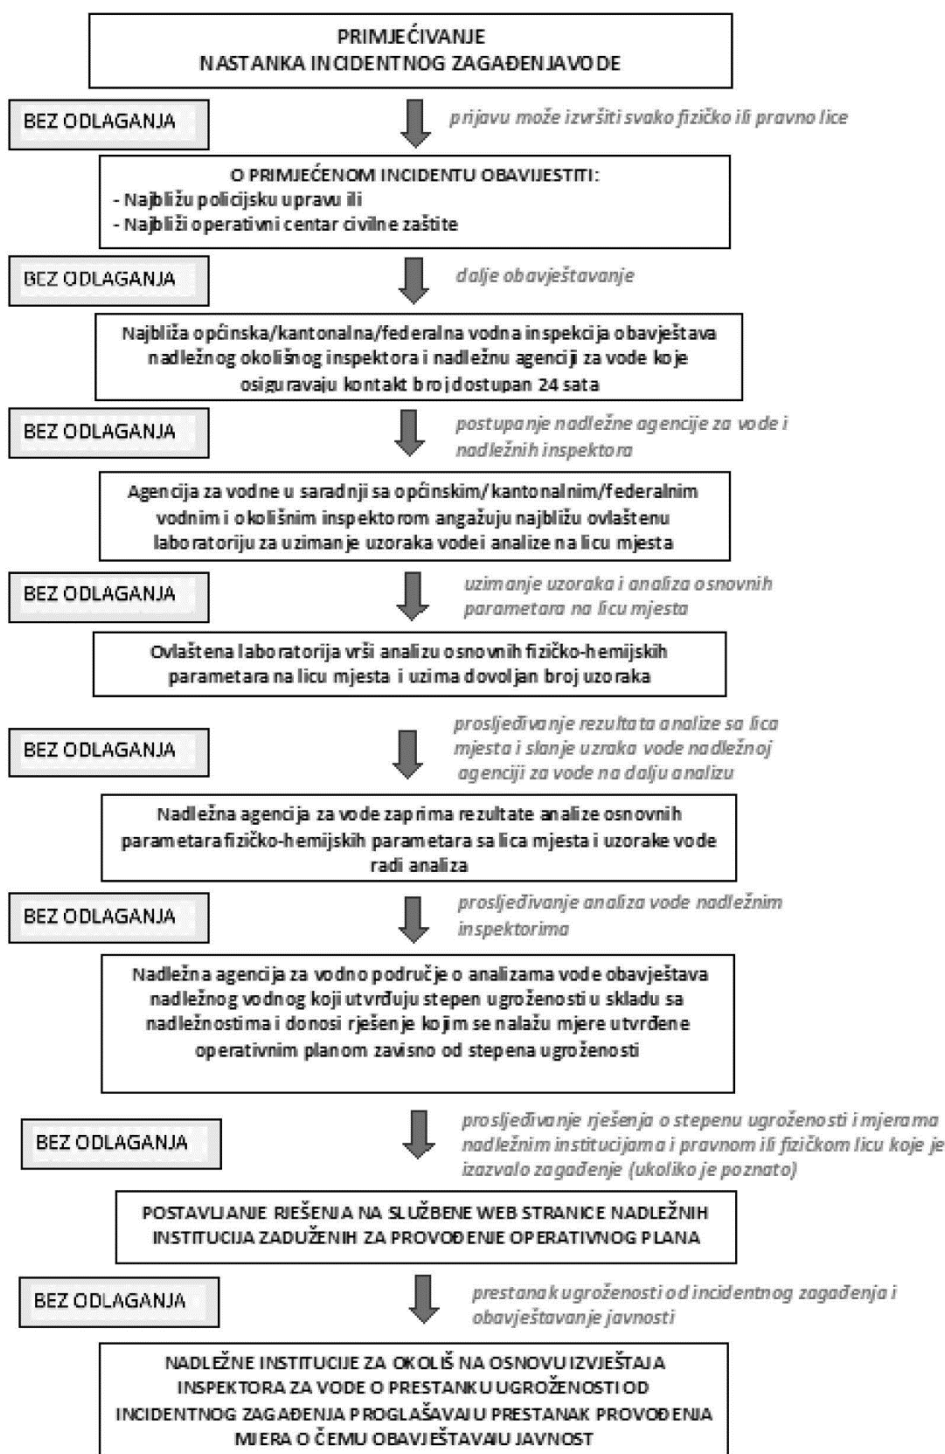 PRIMJEĆIVANJE
NASTANKA INCIDENTNOG ZAGAĐENJAVODE
BEZ ODLAGANJA
prijavu može izvršiti svako fizičko ili pravno lice
O PRIMJEĆENOM INCIDENTU OBAVIJESTITI:
- Najbližu policijsku upravu ili
- Najbliži operativni centar civilne zaštite
BEZ ODLAGANJA
dalje obavještavanje
Najbliža općinska/kantonalna/federalna vodna inspekcija obavještava
nadležnog okolišnog inspektora i nadležnu agenciji za vode koje
osiguravaju kontakt broj dostupan 24 sata
BEZ ODLAGANJA
postupanje nadležne agencije za vode i
nadležnih inspektora
Agencija za vodne u saradnji sa općinskim/kantonalnim/federalnim
vodnim i okolišnim inspektorom angažuju najbližu ovlaštenu
laboratoriju za uzimanje uzoraka vode i analize na licu mjesta
BEZ ODLAGANJA
uzimanje uzoraka i analiza osnovnih
parametara na licu mjesta
Ovlaštena laboratorija vrši analizu osnovnih fizičko-hemijskih
parametara na licu mjesta i uzima dovoljan broj uzoraka
BEZ ODLAGANJA
prosljeđivanje rezultata analize sa lica
mjesta i slanje uzraka vode nadležnoj
agenciji za vode na dalju analizu
Nadležna agencija za vode zaprima rezultate analize osnovnih
parametara fizičko-hemijskih parametara sa lica mjesta i uzorake vode
radi analiza
BEZ ODLAGANJA
prosljeđivanje analiza vode nadležnim
inspektorima
Nadležna agencija za vodno područje o analizama vode obavještava
nadležnog vodnog koji utvrđuju stepen ugroženosti u skladu sa
nadležnostima i donosi rješenje kojim se nalažu mjere utvrđene
operativnim planom zavisno od stepena ugroženosti
BEZ ODLAGANJA
prosljeđivanje rješenja o stepenu ugroženosti i mjerama
nadležnim institucijama i pravnom ili fizičkom licu koje je
izazvalo zagađenje (ukoliko je poznato)
POSTAVLJANJE RJEŠENJA NA SLUŽBENE WEB STRANICE NADLEŽNIH
INSTITUCIJA ZADUŽENIH ZA PROVOĐENJE OPERATIVNOG PLANA
BEZ ODLAGANJA
prestanak ugroženosti od incidentnog zagađenja i
obavještavanje javnosti
NADLEŽNE INSTITUCIJE ZA OKOLIŠ NA OSNOVU IZVJEŠTAJA
INSPEKTORA ZA VODE O PRESTANKU UGROŽENOSTI OD
INCIDENTNOG ZAGAĐENJA PROGLAŠAVAJU PRESTANAK PROVOĐENJA
MJERA O ČEMU OBAVJEŠTAVAJU JAVNOST